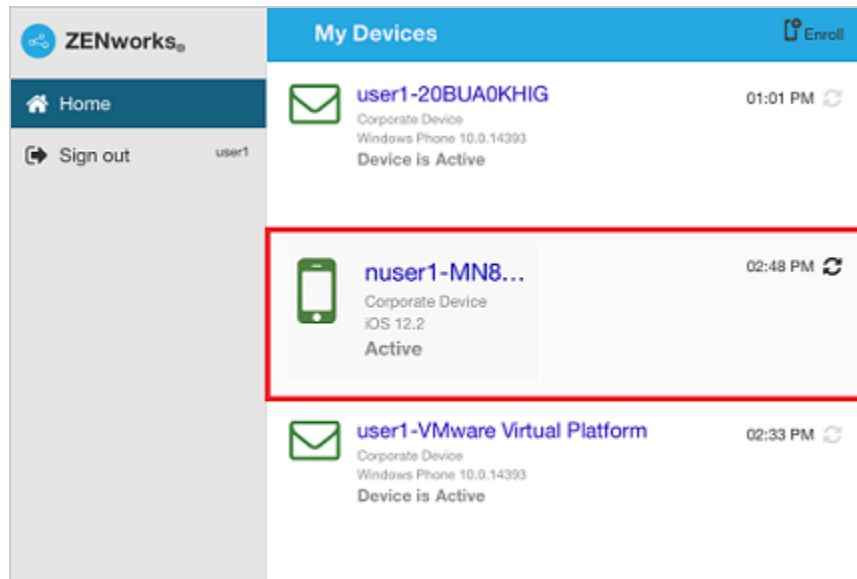 ZENworks®
My Devices
Enroll
Home
Sign out
user1
user1-20BUA0KHIG
01:01 PM
Corporate Device
Windows Phone 10.0.14393
Device is Active
nuser1-MN8...
02:48 PM
Corporate Device
iOS 12.2
Active
user1-VMware Virtual Platform
02:33 PM
Corporate Device
Windows Phone 10.0.14393
Device is Active